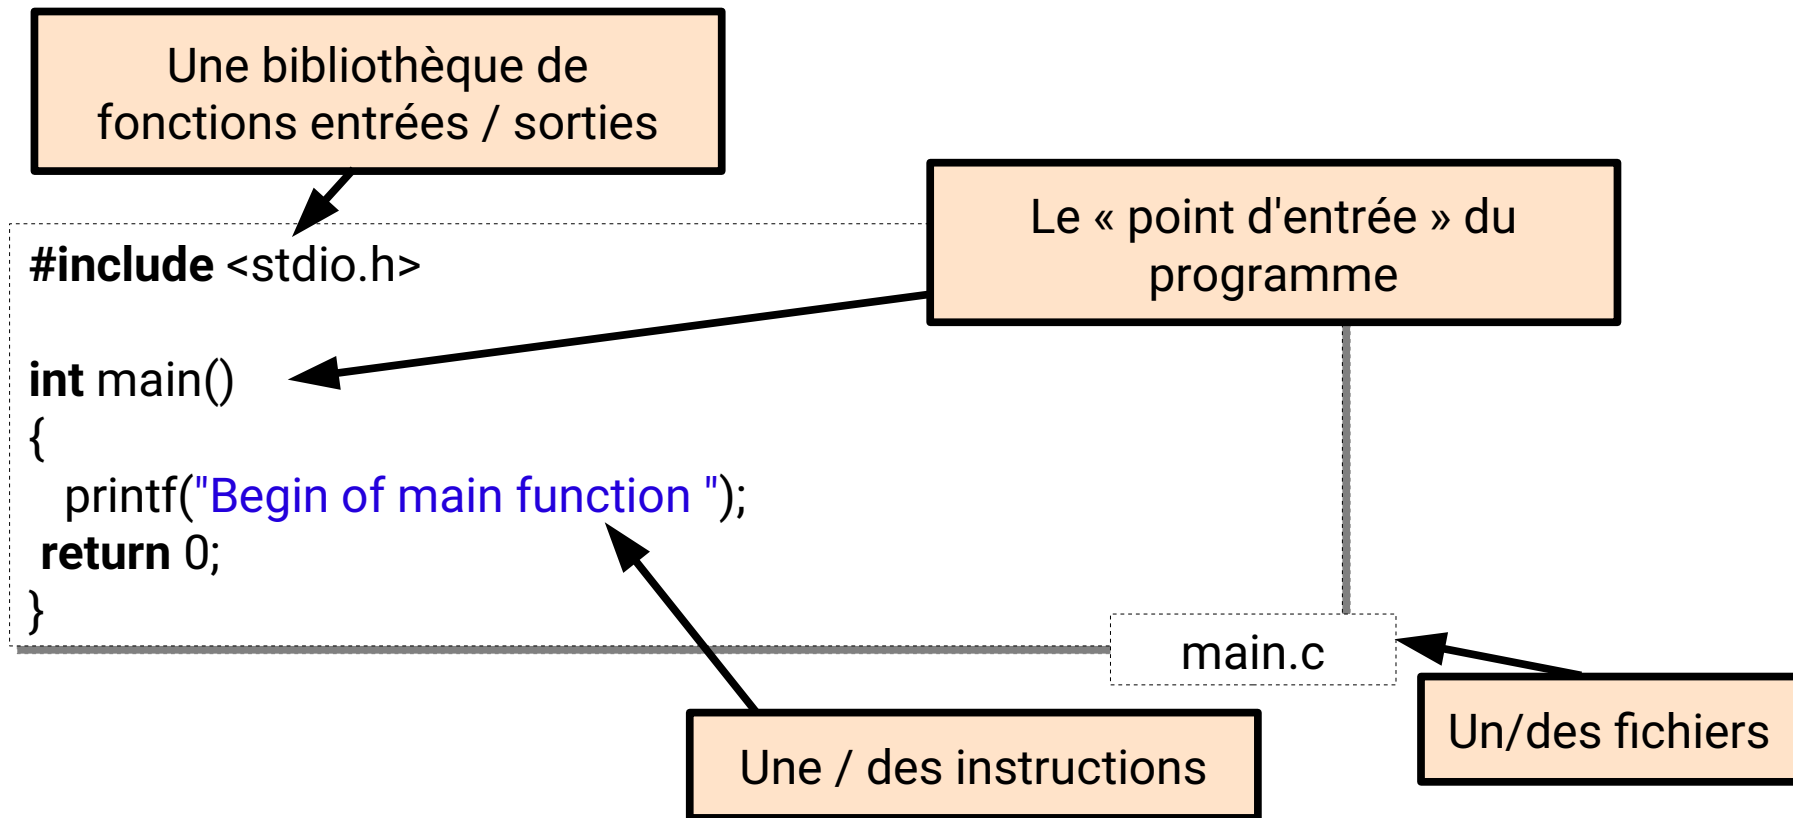 Une bibliothèque de
fonctions entrées / sorties
Le « point d'entrée » du
programme
#include <stdio.h>
int main()
{
printf("Begin of main function ");
return 0;
}
main.c
Un/des fichiers
Une / des instructions